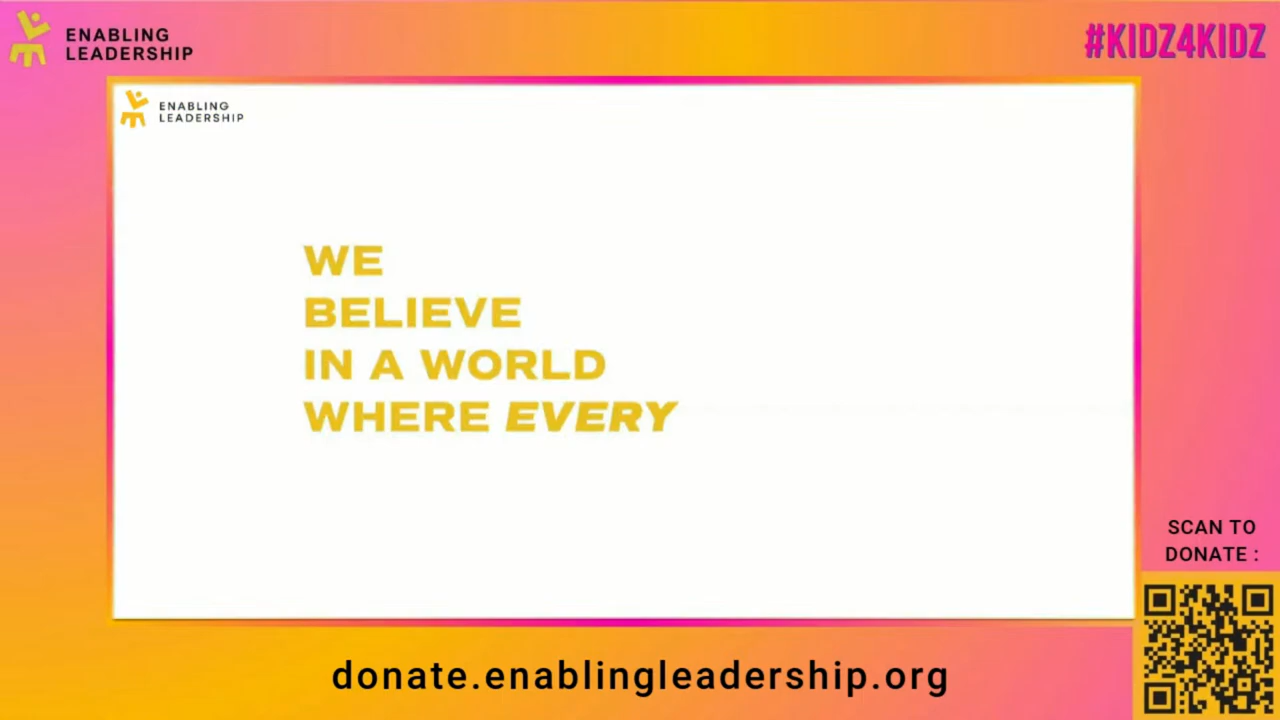 ENABLING
LEADERSHIP
#KIDZ4KIDZ
ENABLING
LEADERSHIP
WE
BELIEVE
IN A WORLD
WHERE EVERY
SCAN TO
DONATE :
donate.enablingleadership.org